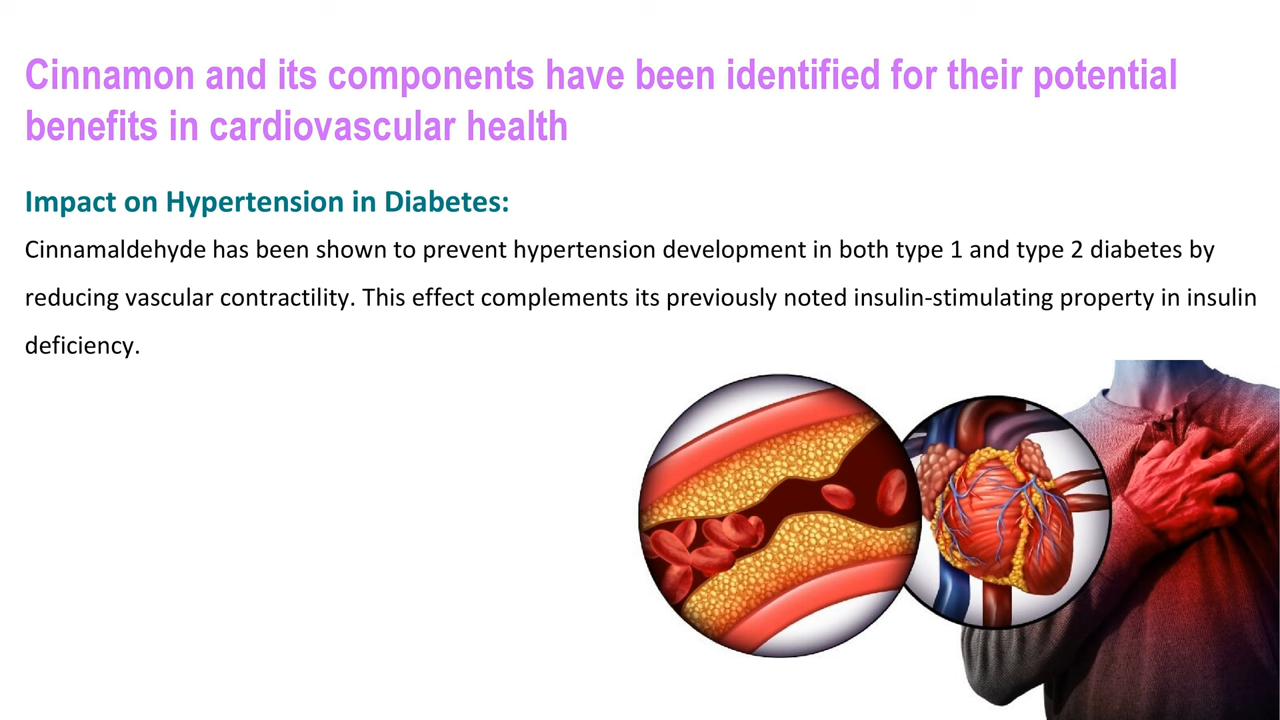 Cinnamon and its components have been identified for their potential
benefits in cardiovascular health
Impact on Hypertension in Diabetes:
Cinnamaldehyde has been shown to prevent hypertension development in both type 1 and type 2 diabetes by
reducing vascular contractility. This effect complements its previously noted insulin-stimulating property in insulin
deficiency.